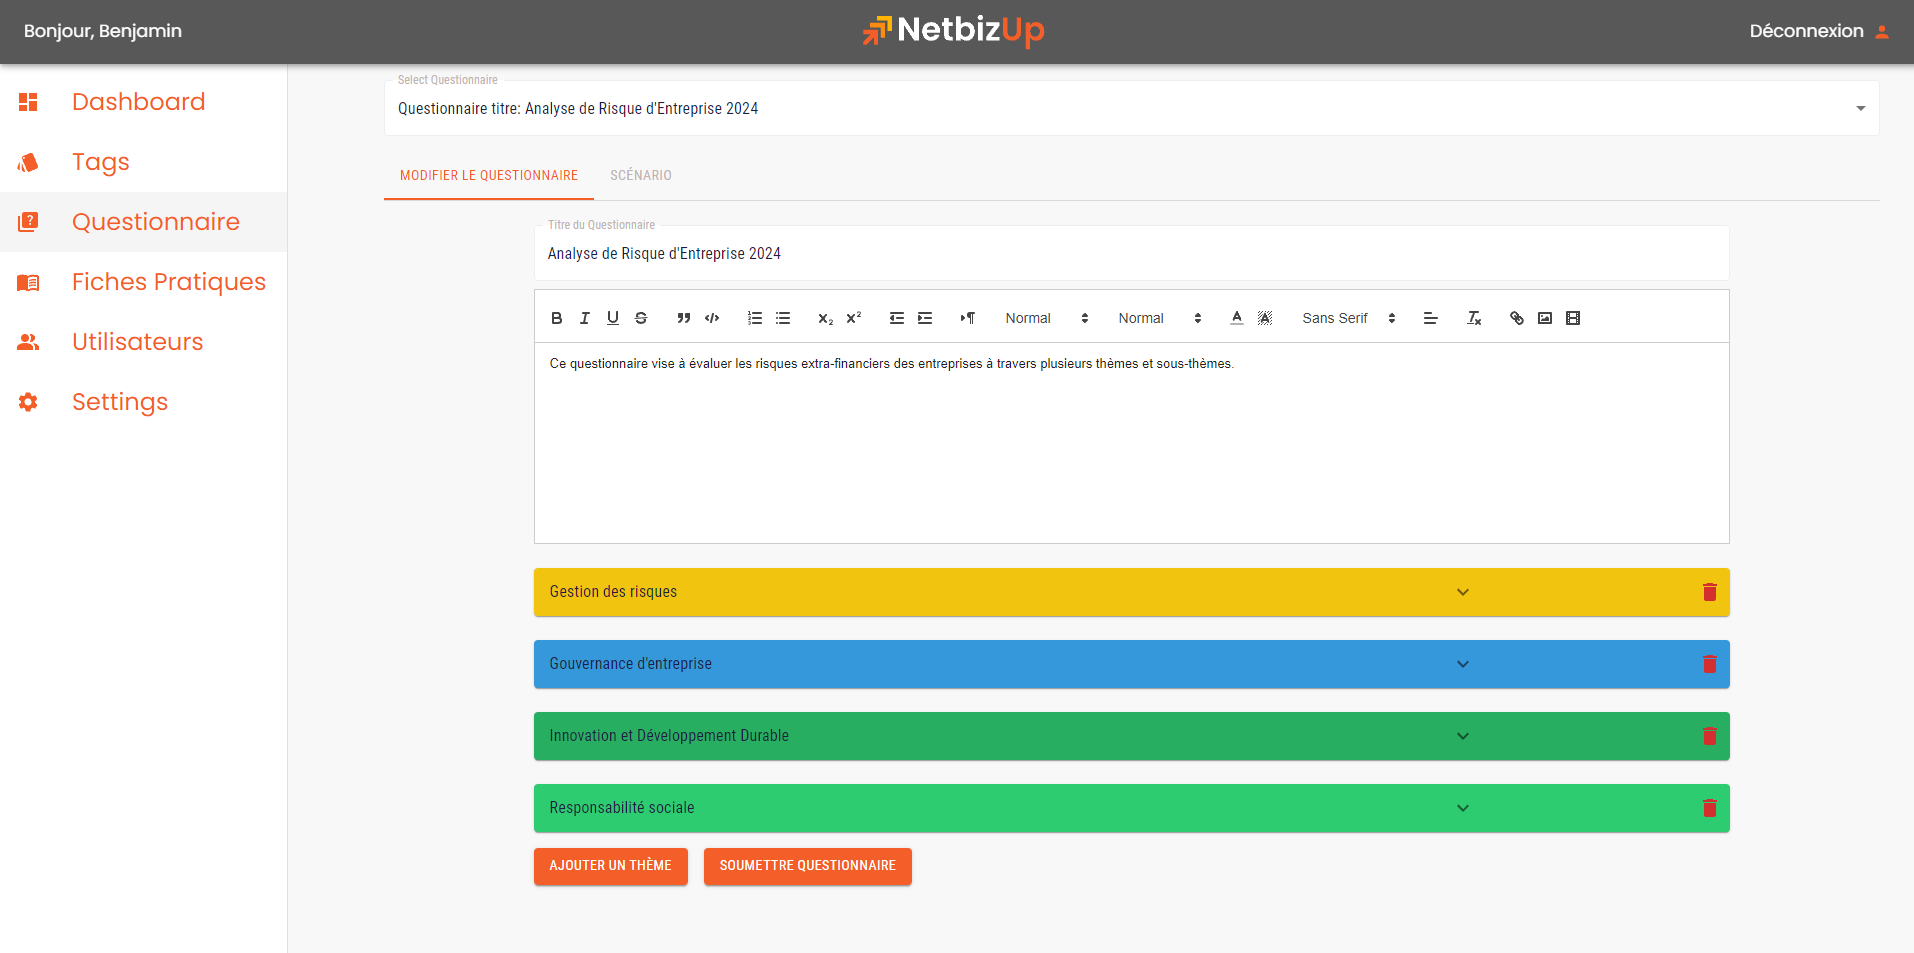 Bonjour, Benjamin
NetbizUp
Déconnexion
Dashboard
Tags
Questionnaire
Fiches Pratiques
Utilisateurs
Settings
Select Questionnaire
Questionnaire titre: Analyse de Risque d'Entreprise 2024
MODIFIER LE QUESTIONNAIRE
SCÉNARIO
Titre du Questionnaire
Analyse de Risque d'Entreprise 2024
Normal
Normal
Sans Serif
Ce questionnaire vise à évaluer les risques extra-financiers des entreprises à travers plusieurs thèmes et sous-thèmes.
Gestion des risques
Gouvernance d'entreprise
Innovation et Développement Durable
Responsabilité sociale
AJOUTER UN THÈME
SOUMETTRE QUESTIONNAIRE